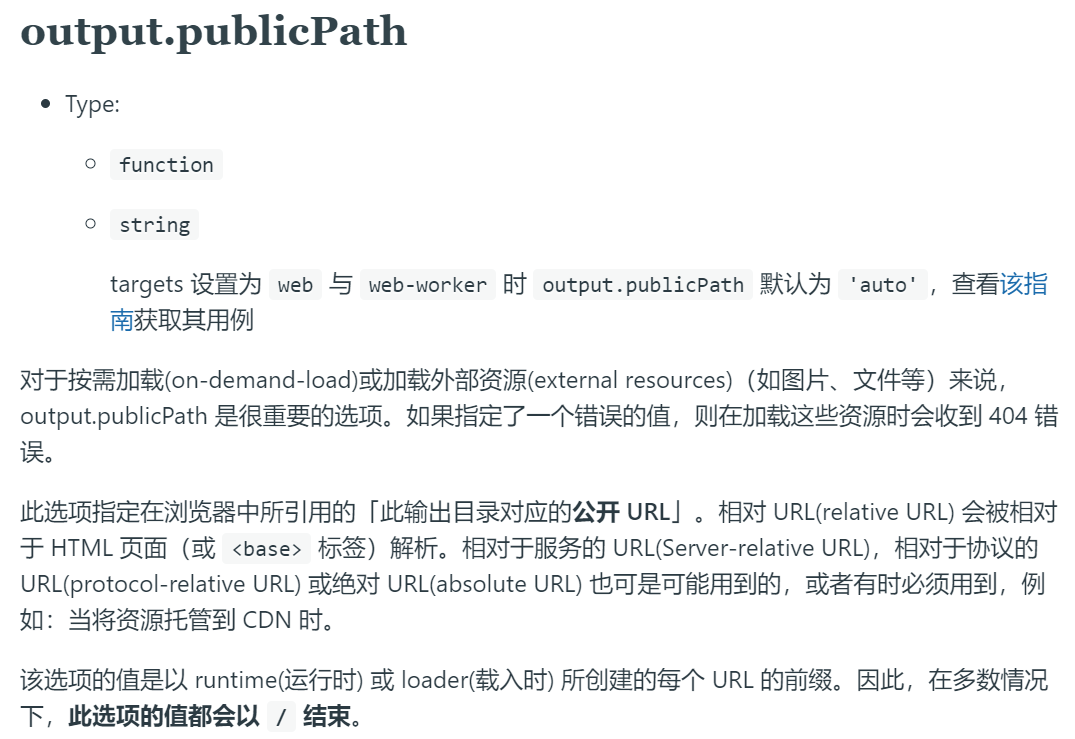 output.publicPath
Type:
function
string
targets 设置为 web 与 web-worker 时 output.publicPath 默认为 'auto'，查看该指
南获取其用例
对于按需加载(on-demand-load)或加载外部资源(external resources)（如图片、文件等）来说，
output.publicPath 是很重要的选项。如果指定了一个错误的值，则在加载这些资源时会收到 404 错
误。
此选项指定在浏览器中所引用的「此输出目录对应的公开 URL」。相对 URL(relative URL) 会被相对
于 HTML 页面（或 <base> 标签）解析。相对于服务的 URL(Server-relative URL)，相对于协议的
URL(protocol-relative URL) 或绝对 URL(absolute URL) 也可是可能用到的，或者有时必须用到，例
如：当将资源托管到 CDN 时。
该选项的值是以 runtime(运行时) 或 loader(载入时) 所创建的每个 URL 的前缀。因此，在多数情况
下，此选项的值都会以 / 结束。